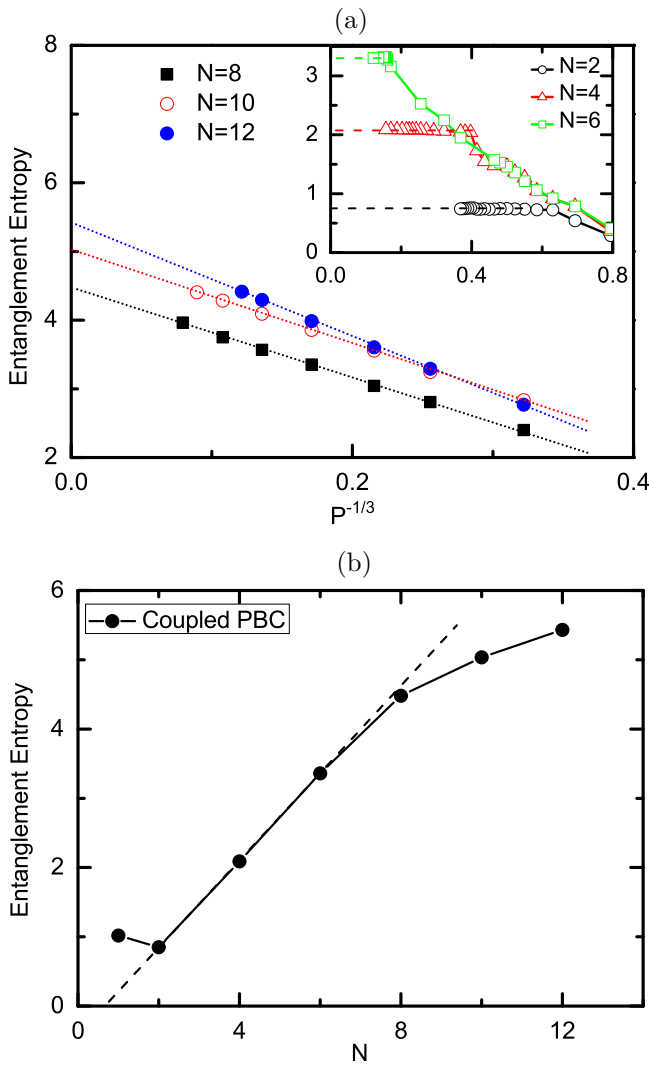 (a)
8
6
4
2
Entanglement Entropy
N=8
N=10
N=12
3
2
1
0
N=2
N=4
N=6
0.0
0.4
0.8
0.0
0.2
0.4
P^{-1/3}
(b)
6
4
2
0
Entanglement Entropy
Coupled PBC
0
4
8
12
N